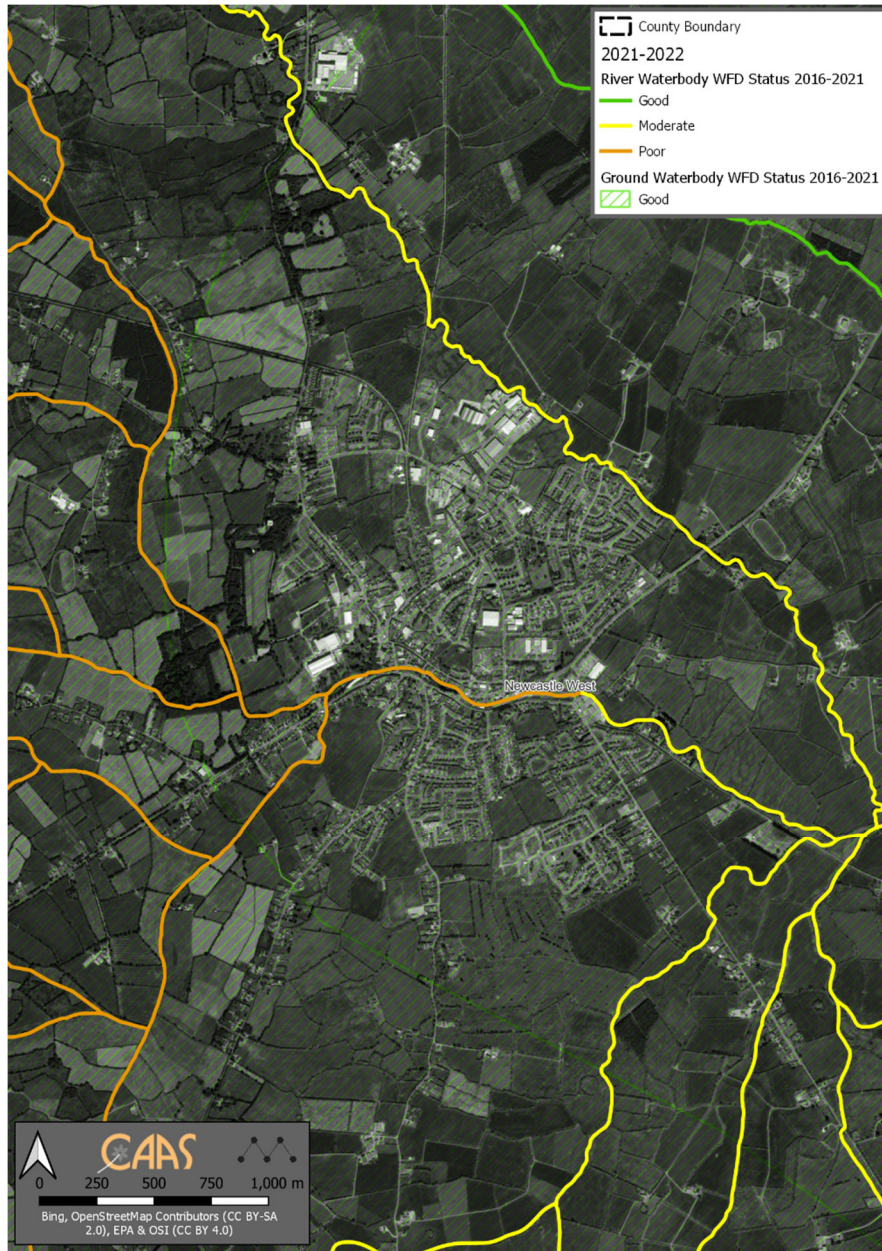 County Boundary
2021-2022
River Waterbody WFD Status 2016-2021
Good
Moderate
Poor
Ground Waterbody WFD Status 2016-2021
Good
Newcastle West
CAAS
0 250 500 750 1,000 m
Bing, OpenStreetMap Contributors (CC BY-SA
2.0), EPA & OSI (CC BY 4.0)